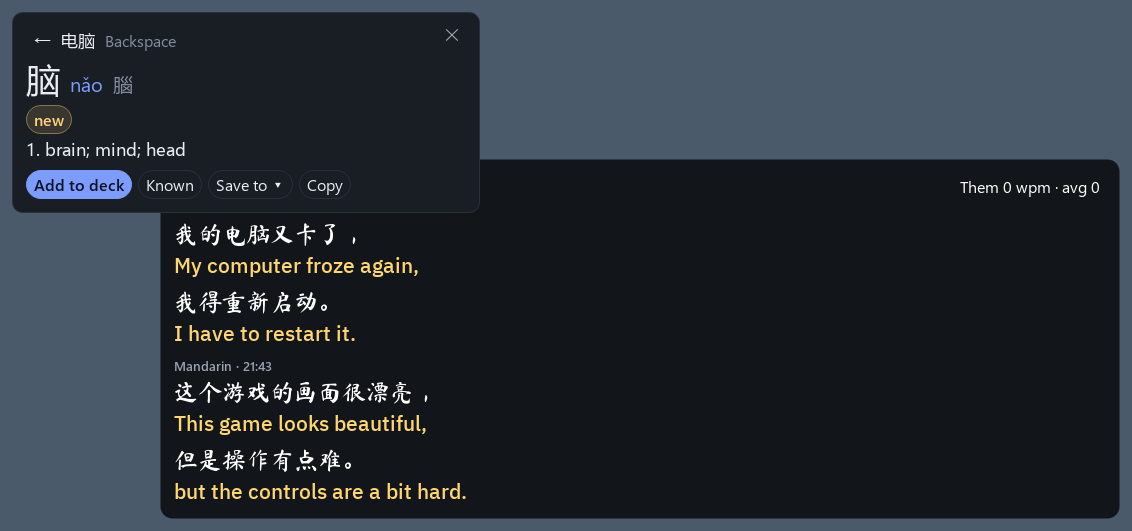 ← 电脑 Backspace
脑 nǎo 腦
new
1. brain; mind; head
Add to deck Known Save to ▾ Copy
Them 0 wpm · avg 0
我的电脑又卡了，
My computer froze again,
我得重新启动。
I have to restart it.
Mandarin · 21:43
这个游戏的画面很漂亮，
This game looks beautiful,
但是操作有点难。
but the controls are a bit hard.